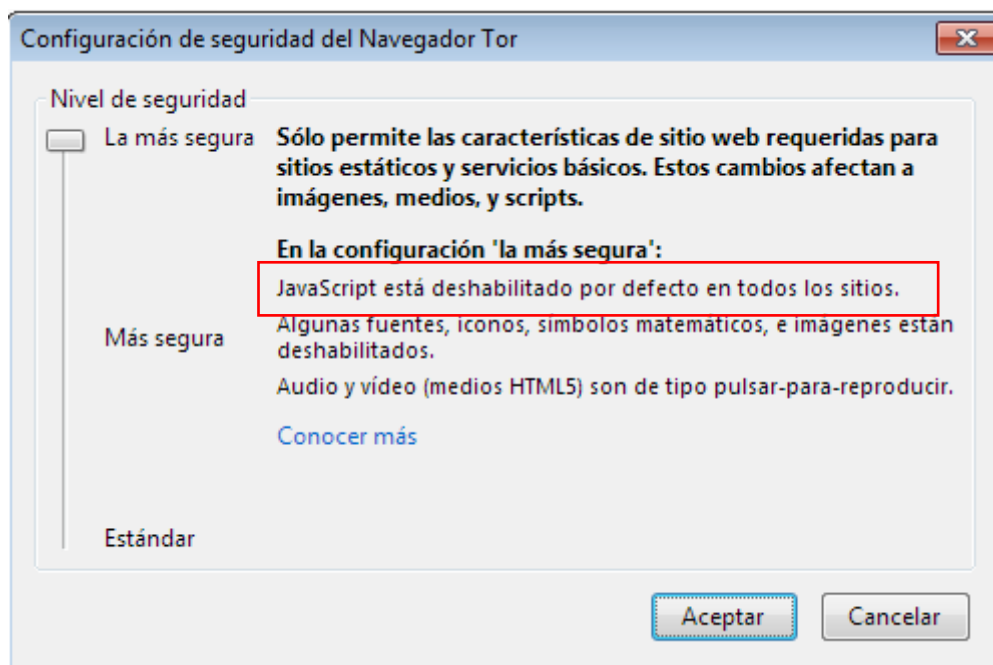 Configuración de seguridad del Navegador Tor
Nivel de seguridad
La más segura
Sólo permite las características de sitio web requeridas para
sitios estáticos y servicios básicos. Estos cambios afectan a
imágenes, medios, y scripts.
En la configuración 'la más segura':
JavaScript está deshabilitado por defecto en todos los sitios.
Más segura
Algunas fuentes, íconos, símbolos matemáticos, e imágenes están
deshabilitados.
Audio y vídeo (medios HTML5) son de tipo pulsar-para-reproducir.
Conocer más
Estándar
Aceptar
Cancelar